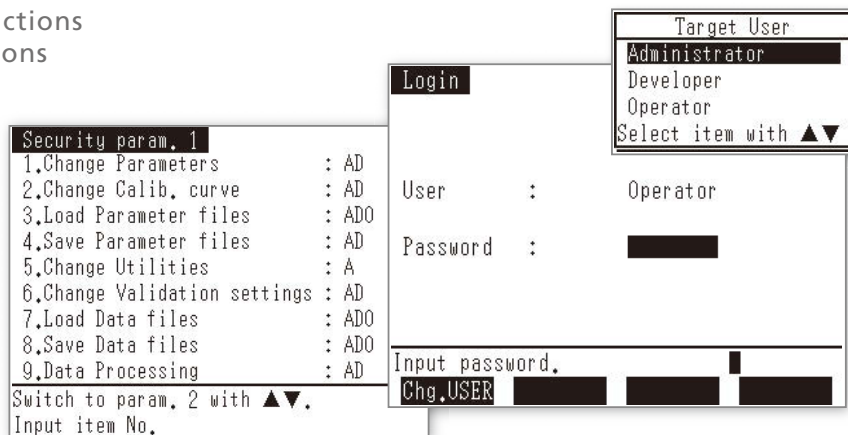 ctions
ons
Security param. 1
1.Change Parameters : AD
2.Change Calib. curve : AD
3.Load Parameter files : ADO
4.Save Parameter files : AD
5.Change Utilities : A
6.Change Validation settings : AD
7.Load Data files : ADO
8.Save Data files : ADO
9.Data Processing : AD
Switch to param. 2 with ▲▼.
Input item No.
Login
User : Operator
Password :
Input password.
Chg.USER
Target User
Administrator
Developer
Operator
Select item with ▲▼